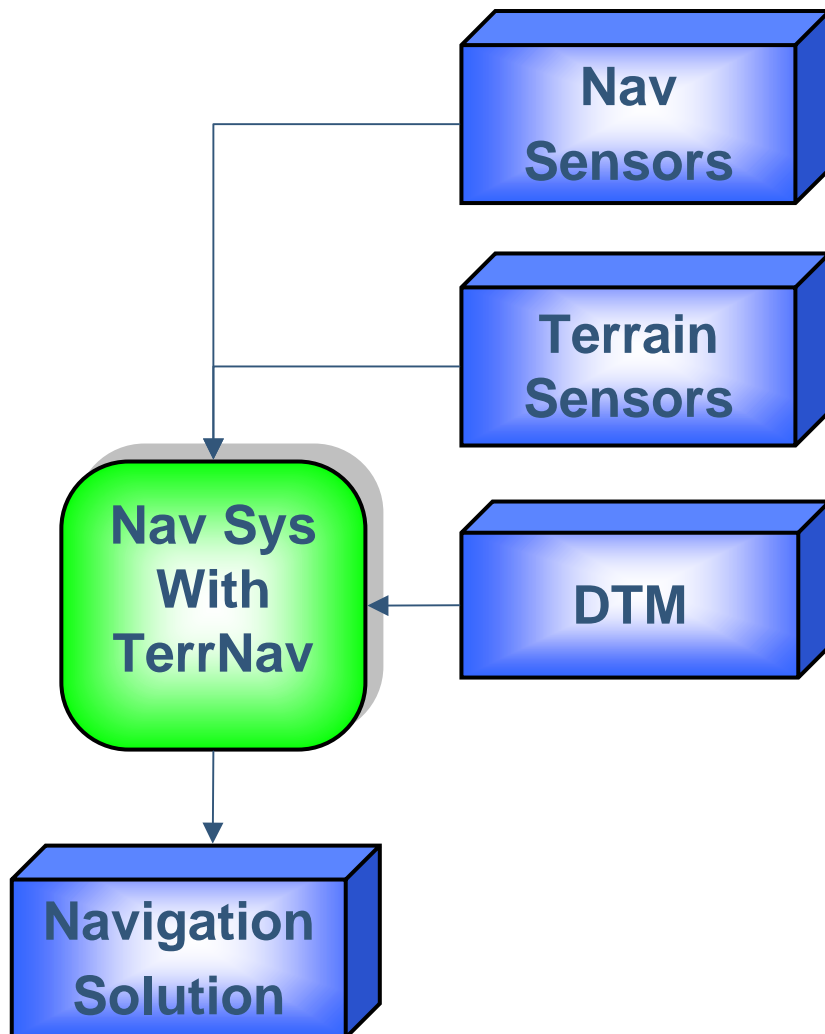 Nav
Sensors
Terrain
Sensors
Nav Sys
With
TerrNav
DTM
Navigation
Solution